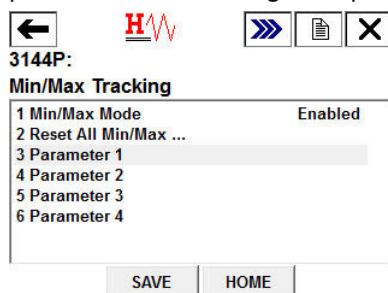 H
3144P:
Min/Max Tracking
1 Min/Max Mode Enabled
2 Reset All Min/Max ...
3 Parameter 1
4 Parameter 2
5 Parameter 3
6 Parameter 4
SAVE HOME